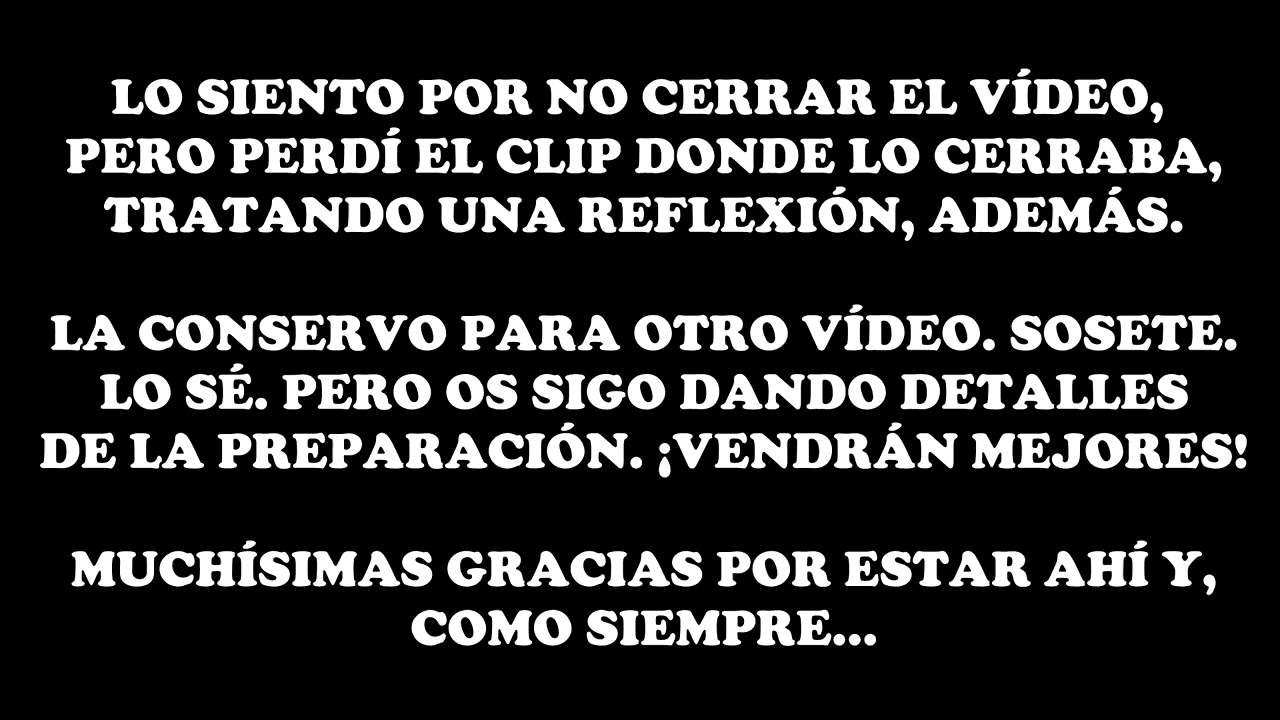 LO SIENTO POR NO CERRAR EL VÍDEO,
PERO PERDÍ EL CLIP DONDE LO CERRABA,
TRATANDO UNA REFLEXIÓN, ADEMÁS.
LA CONSERVO PARA OTRO VÍDEO. SOSETE.
LO SÉ. PERO OS SIGO DANDO DETALLES
DE LA PREPARACIÓN. ¡VENDRÁN MEJORES!
MUCHÍSIMAS GRACIAS POR ESTAR AHÍ Y,
COMO SIEMPRE...